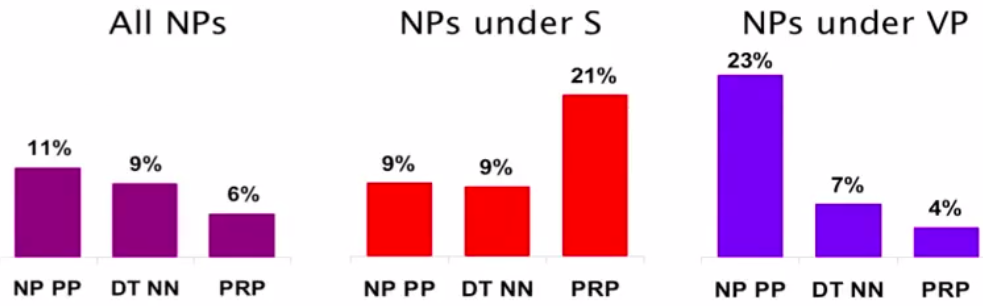 All NPs
NPs under S
NPs under VP
11%
9%
6%
NP PP
DT NN
PRP
9%
9%
21%
NP PP
DT NN
PRP
23%
7%
4%
NP PP
DT NN
PRP